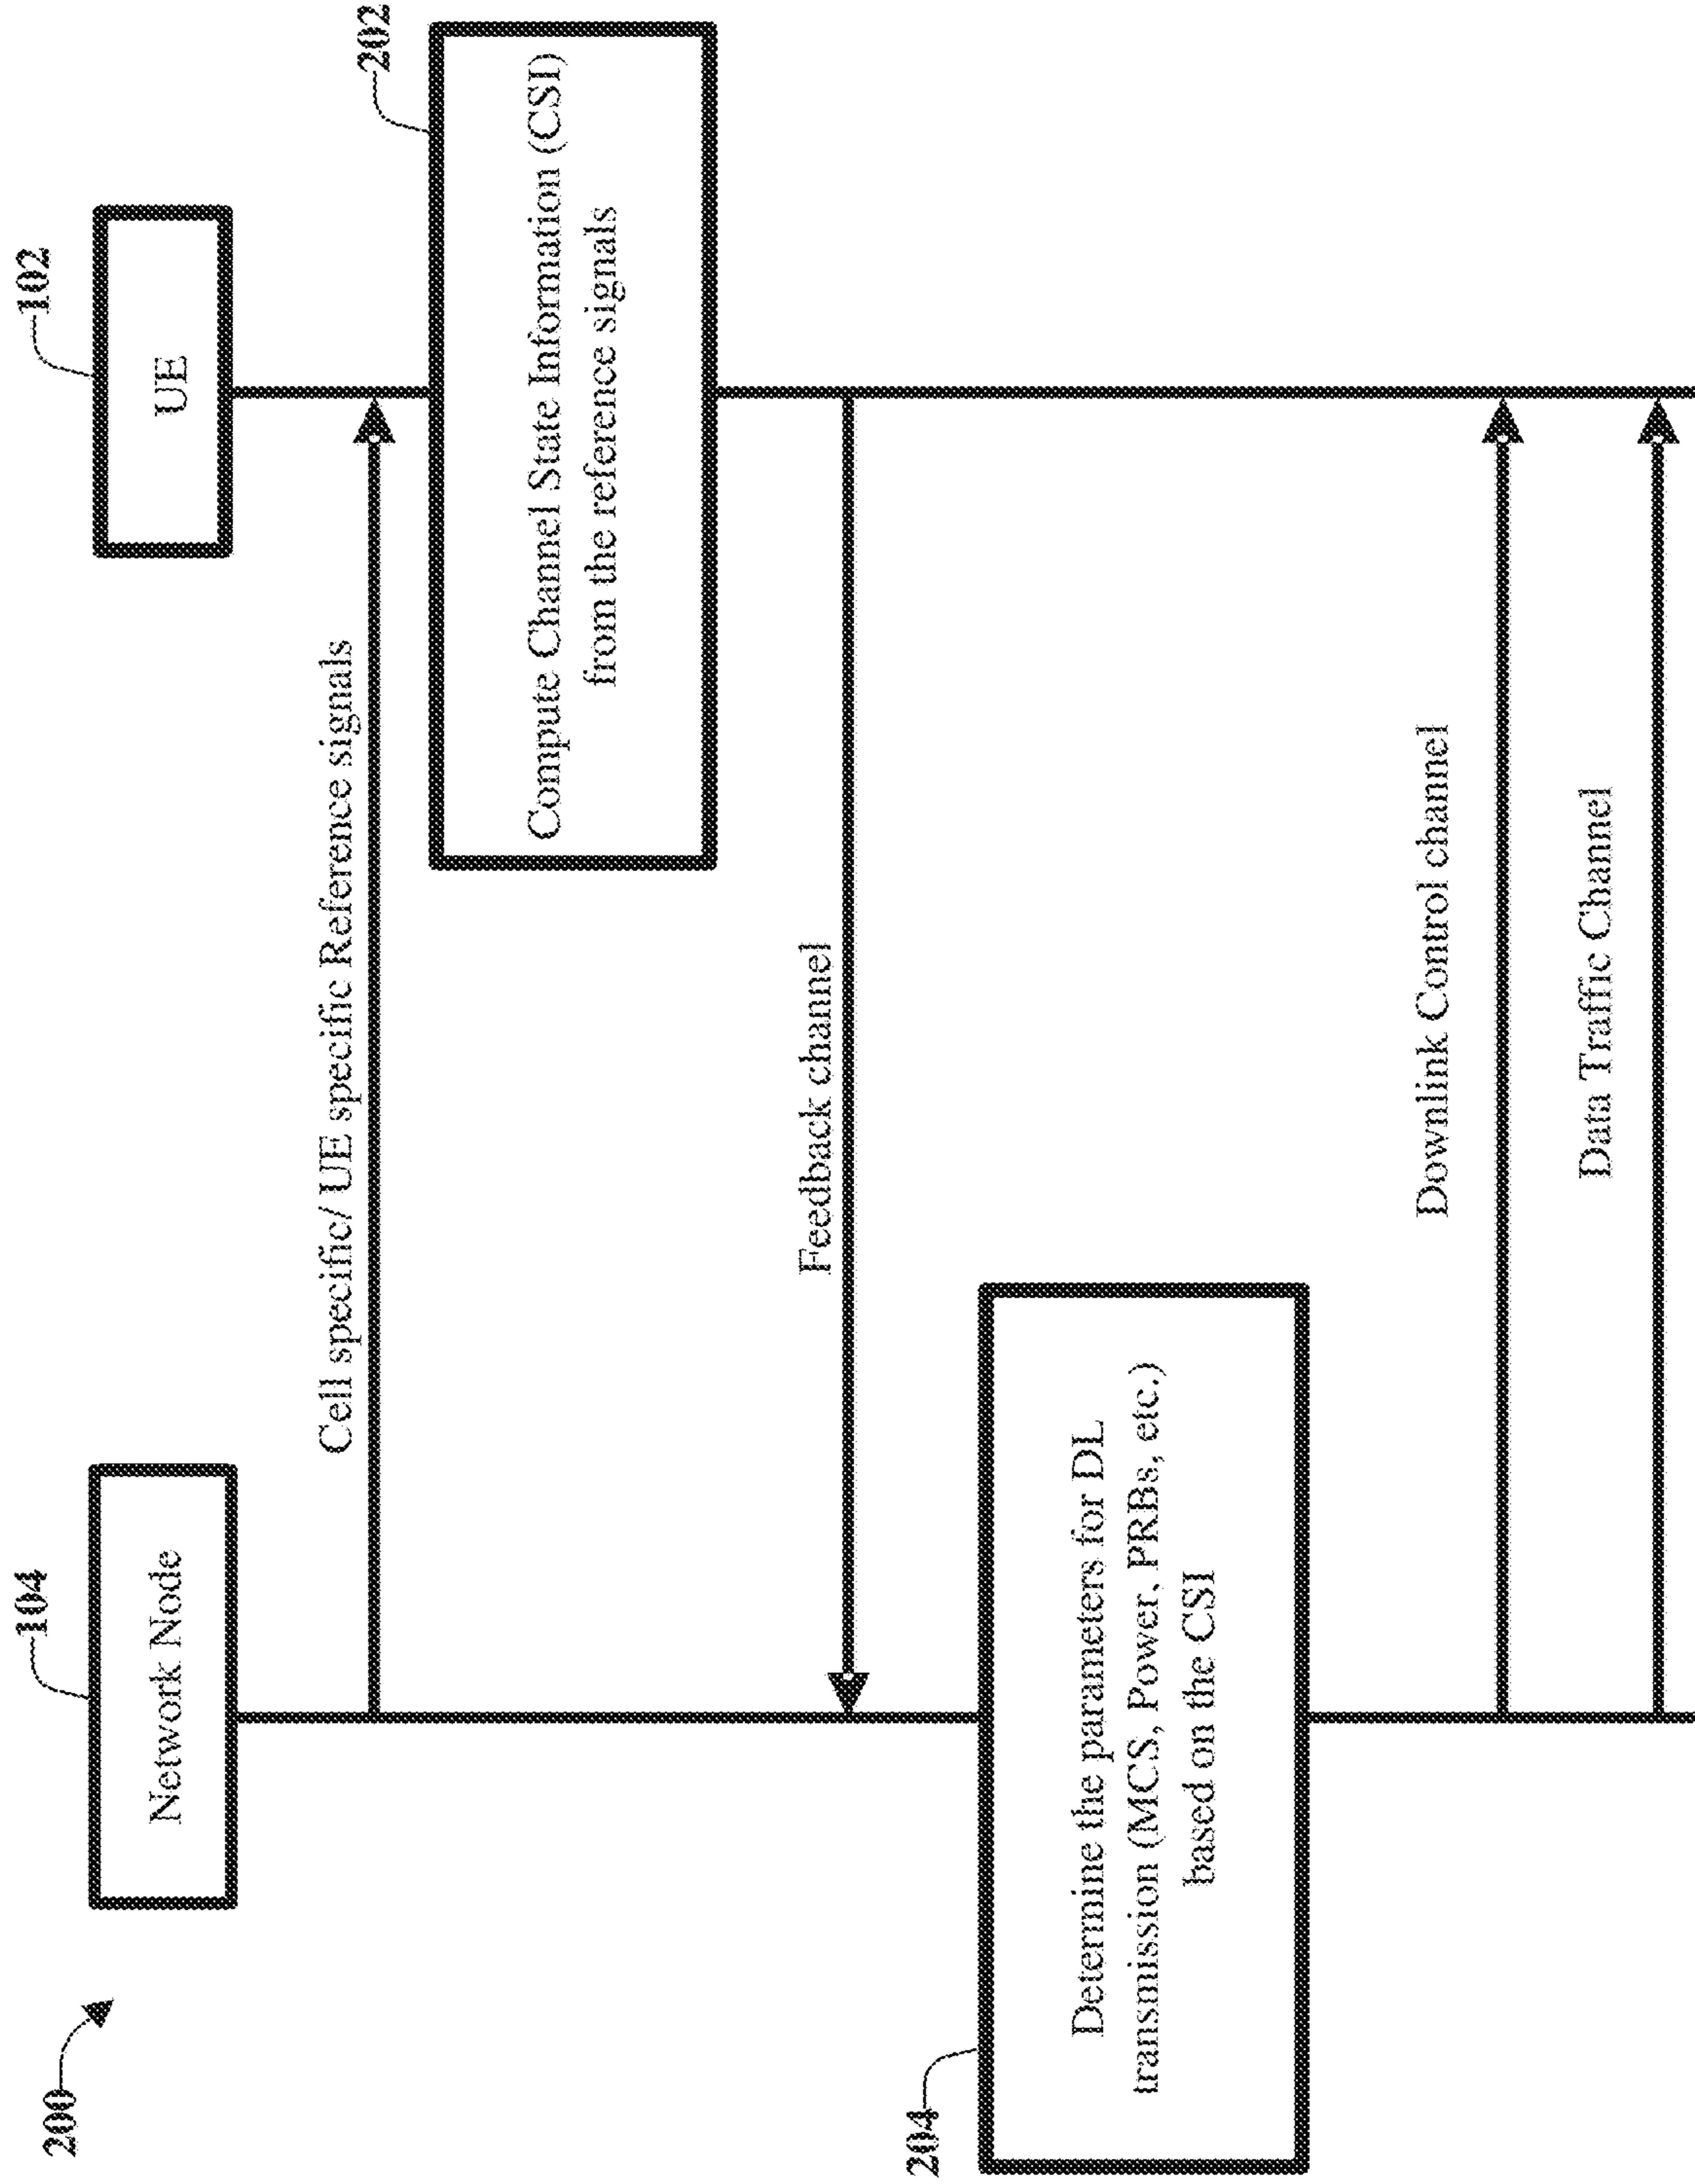 200
104
Network Node
102
UE
Cell specific/ UE specific Reference signals
202
Compute Channel State Information (CSI)
from the reference signals
Feedback channel
204
Determine the parameters for DL
transmission (MCS, Power, PRBs, etc.)
based on the CSI
Downlink Control channel
Data Traffic Channel